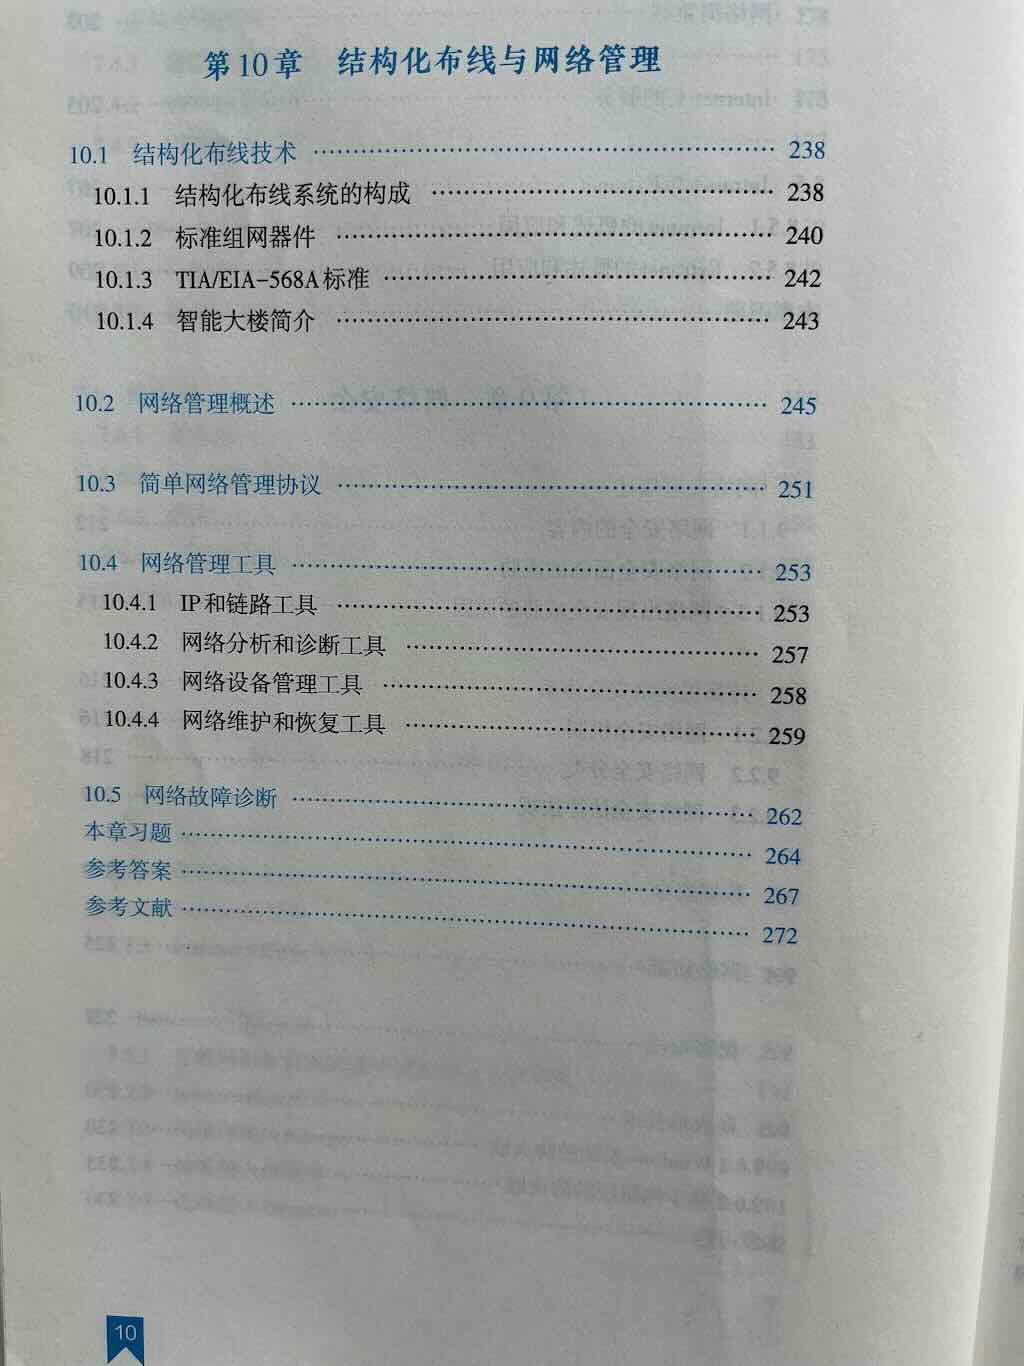 第10章 结构化布线与网络管理
10.1 结构化布线技术 ⋯⋯ 238
10.1.1 结构化布线系统的构成 ⋯⋯ 238
10.1.2 标准组网器件 ⋯⋯ 240
10.1.3 TIA/EIA-568A标准 ⋯⋯ 242
10.1.4 智能大楼简介 ⋯⋯ 243
10.2 网络管理概述 ⋯⋯ 245
10.3 简单网络管理协议 ⋯⋯ 251
10.4 网络管理工具 ⋯⋯ 253
10.4.1 IP和链路工具 ⋯⋯ 253
10.4.2 网络分析和诊断工具 ⋯⋯ 257
10.4.3 网络设备管理工具 ⋯⋯ 258
10.4.4 网络维护和恢复工具 ⋯⋯ 259
10.5 网络故障诊断 ⋯⋯ 262
本章习题 ⋯⋯ 264
参考答案 ⋯⋯ 267
参考文献 ⋯⋯ 272
10